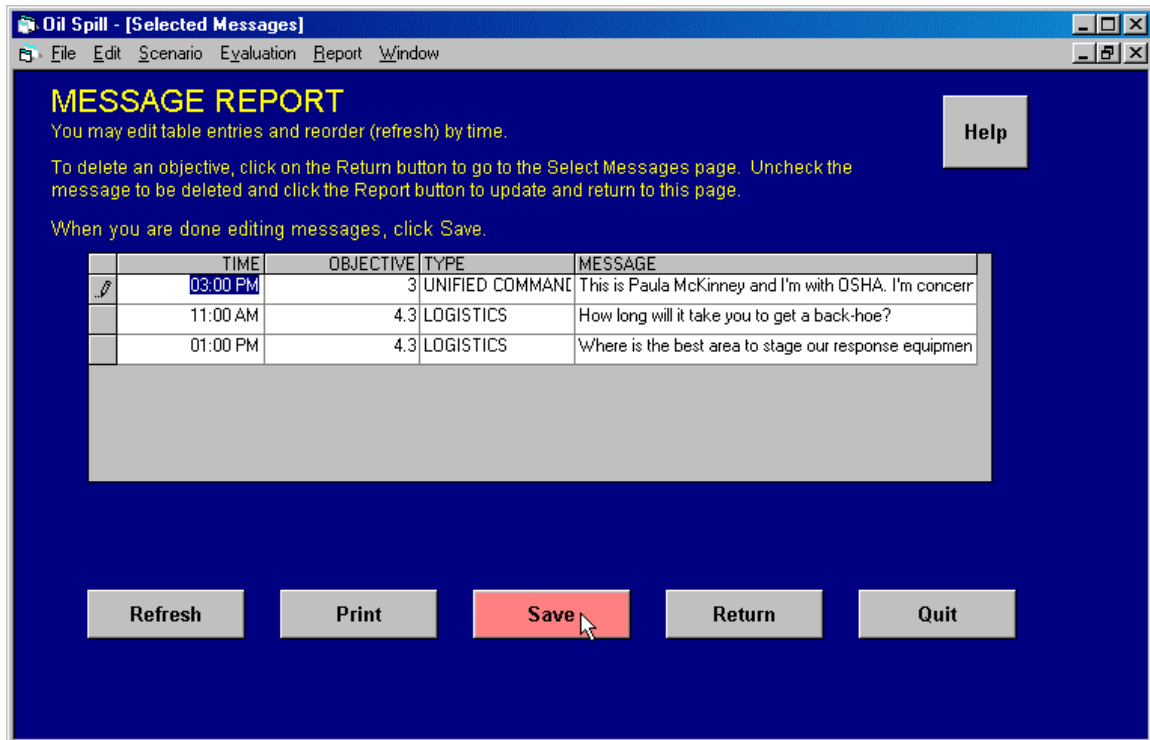 Oil Spill - [Selected Messages]
File Edit Scenario Evaluation Report Window
MESSAGE REPORT
You may edit table entries and reorder (refresh) by time.
Help
To delete an objective, click on the Return button to go to the Select Messages page. Uncheck the
message to be deleted and click the Report button to update and return to this page.
When you are done editing messages, click Save.
TIME OBJECTIVE TYPE MESSAGE
03:00 PM 3 UNIFIED COMMAND This is Paula McKinney and I'm with OSHA. I'm concern
11:00 AM 4.3 LOGISTICS How long will it take you to get a back-hoe?
01:00 PM 4.3 LOGISTICS Where is the best area to stage our response equipmen
Refresh Print Save Return Quit